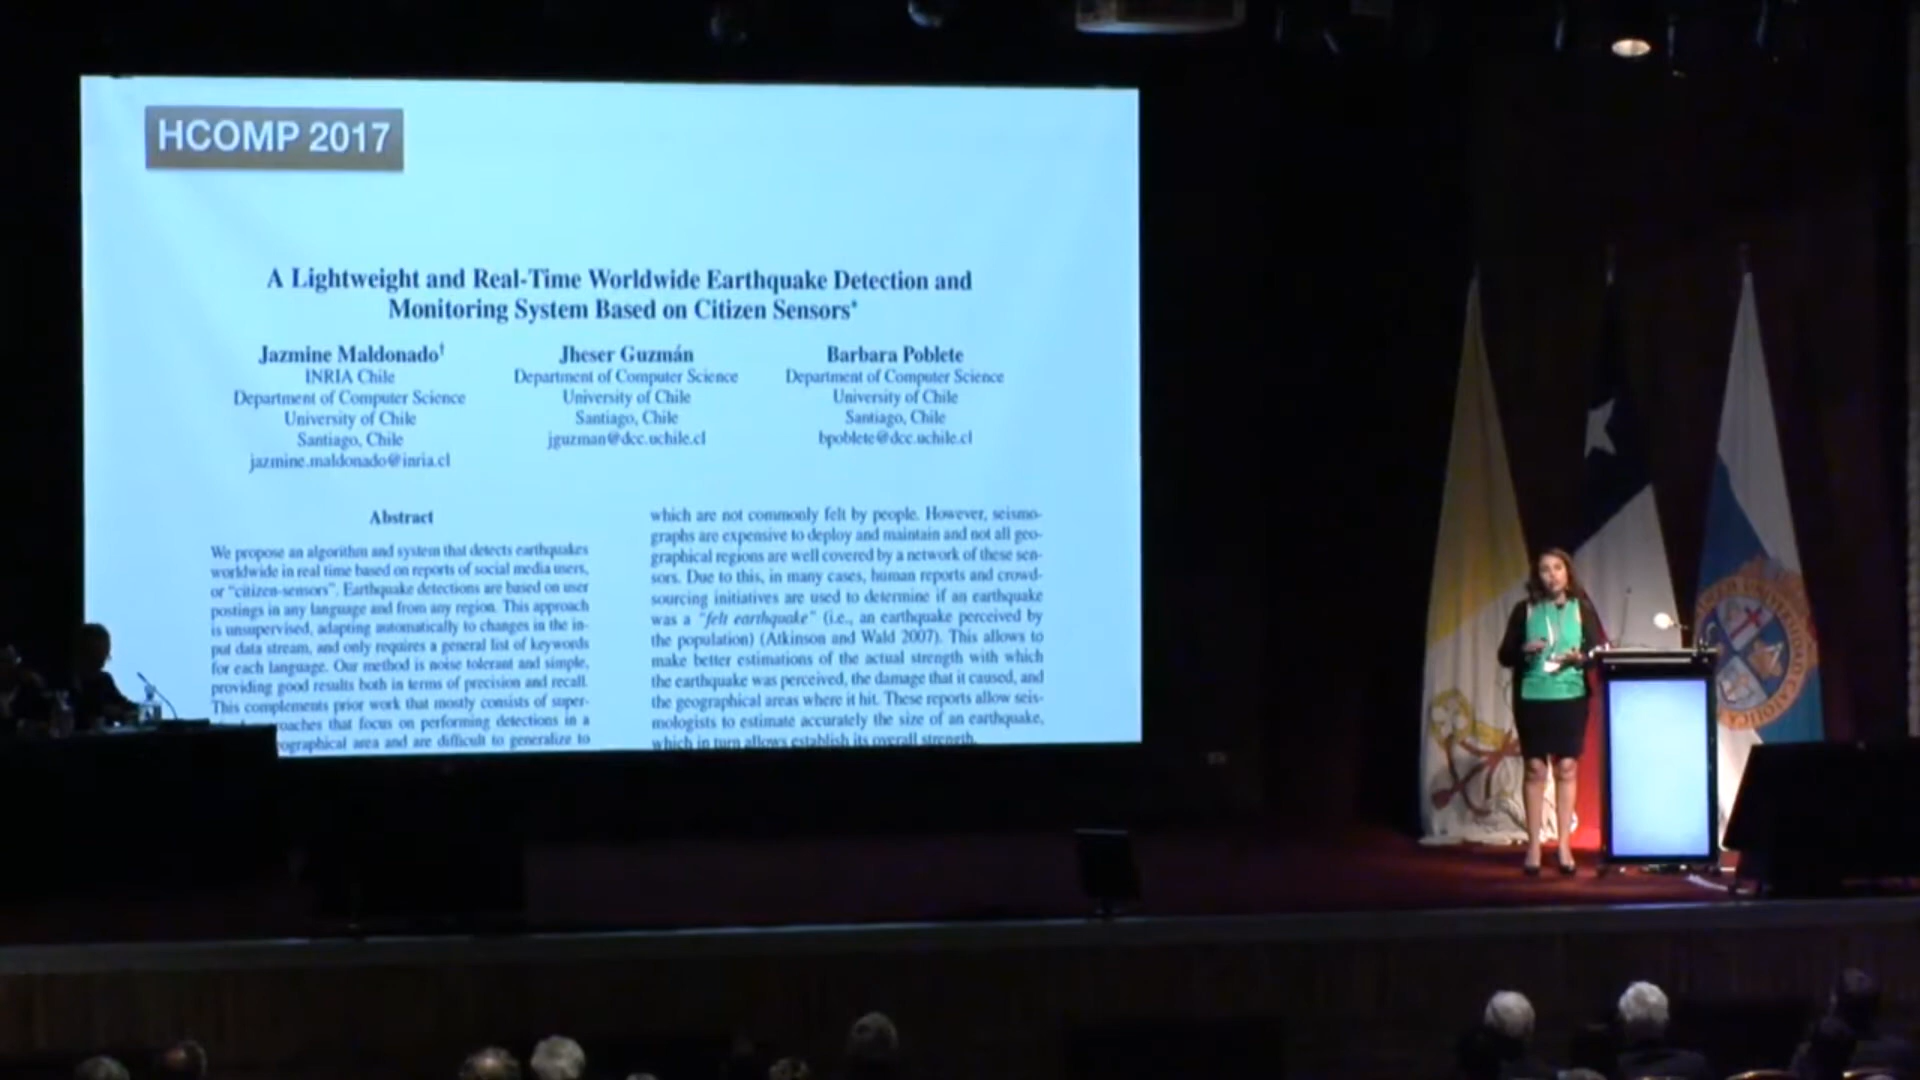 HCOMP 2017
A Lightweight and Real-Time Worldwide Earthquake Detection and
Monitoring System Based on Citizen Sensors*
Jazmine Maldonado†
INRIA Chile
Department of Computer Science
University of Chile
Santiago, Chile
jazmine.maldonado@inria.cl
Jheser Guzmán
Department of Computer Science
University of Chile
Santiago, Chile
jguzman@dcc.uchile.cl
Barbara Poblete
Department of Computer Science
University of Chile
Santiago, Chile
bpoblete@dcc.uchile.cl
Abstract
We propose an algorithm and system that detects earthquakes
worldwide in real time based on reports of social media users,
or "citizen-sensors". Earthquake detections are based on user
postings in any language and from any region. This approach
is unsupervised, adapting automatically to changes in the in-
put data stream, and only requires a general list of keywords
for each language. Our method is noise tolerant and simple,
providing good results both in terms of precision and recall.
This complements prior work that mostly consists of super-
oaches that focus on performing detections in a
ographical area and are difficult to generalize to
which are not commonly felt by people. However, seismo-
graphs are expensive to deploy and maintain and not all geo-
graphical regions are well covered by a network of these sen-
sors. Due to this, in many cases, human reports and crowd-
sourcing initiatives are used to determine if an earthquake
was a "felt earthquake" (i.e., an earthquake perceived by
the population) (Atkinson and Wald 2007). This allows to
make better estimations of the actual strength with which
the earthquake was perceived, the damage that it caused, and
the geographical areas where it hit. These reports allow seis-
mologists to estimate accurately the size of an earthquake,
which in turn allows establish its overall strength.